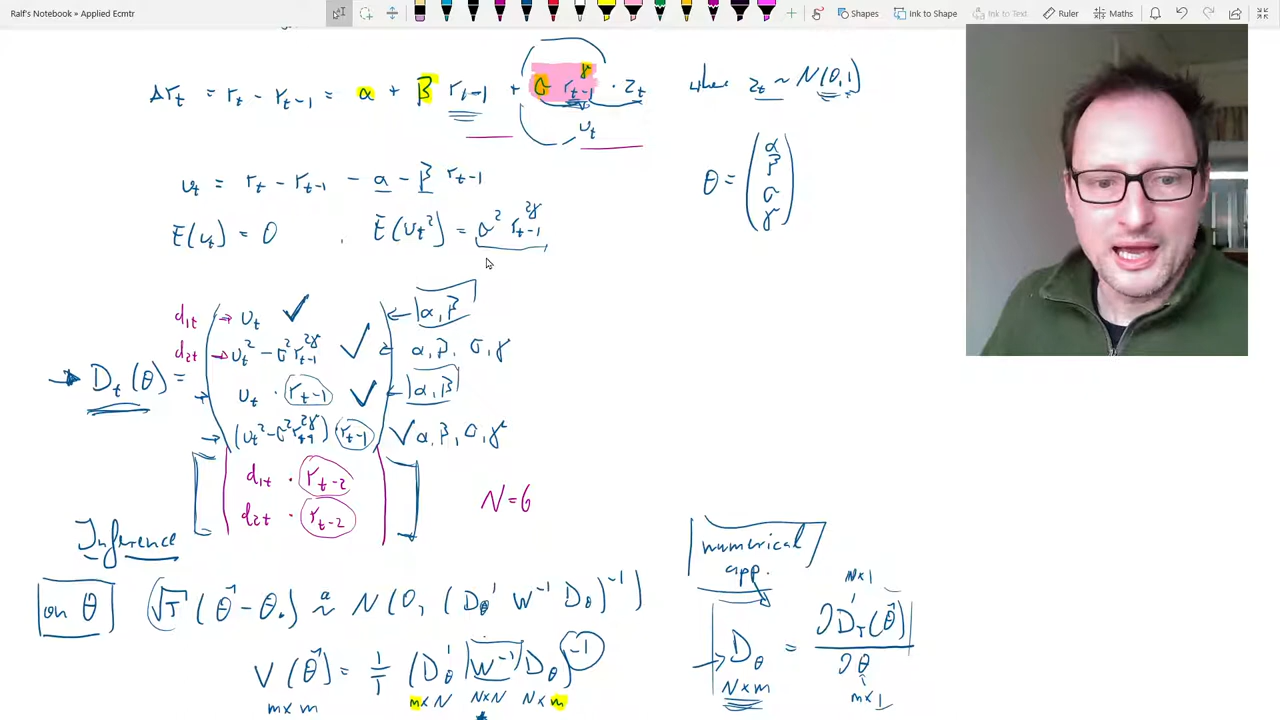 Ralf's Notebook » Applied Ecmtr
Shapes Ink to Shape Ink to Text Ruler Maths
Δr_t = r_t - r_{t-1} = α + β r_{t-1} + σ r_{t-1}^γ · z_t where z_t ~ N(0,1)
u_t
u_t = r_t - r_{t-1} - α - β r_{t-1}
θ = (α β σ γ)
E(u_t) = 0 , E(u_t²) = σ² r_{t-1}^{2γ}
d_{1t} → u_t ✓ ← α, β
d_{2t} → u_t² - σ² r_{t-1}^{2γ} ✓ ← α, β, σ, γ
→ D_t(θ) =
→ u_t · r_{t-1} ✓ ← α, β
→ (u_t² - σ² r_{t-1}^{2γ}) · r_{t-1} ✓ α, β, σ, γ
d_{1t} · r_{t-2}
d_{2t} · r_{t-2}
N=6
Inference
numerical app.
on θ (√T (θ̂ - θ₀) ~ᵃ N(0, (D_θ' W⁻¹ D_θ)⁻¹)
N×1
V(θ̂) = 1/T (D_θ' W⁻¹ D_θ)⁻¹
m×m m×N N×N N×m
→ D_θ = ∂D_T'(θ̂) / ∂θ
N×m m×1